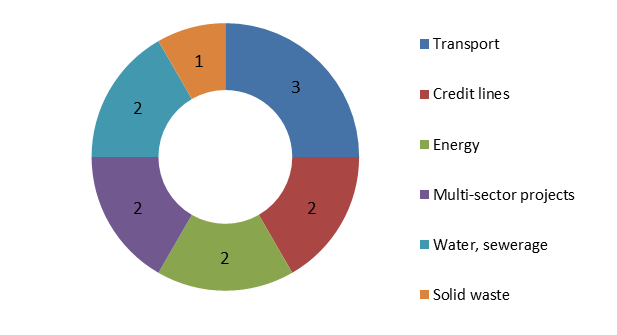 3
2
2
2
2
1
Transport
Credit lines
Energy
Multi-sector projects
Water, sewerage
Solid waste